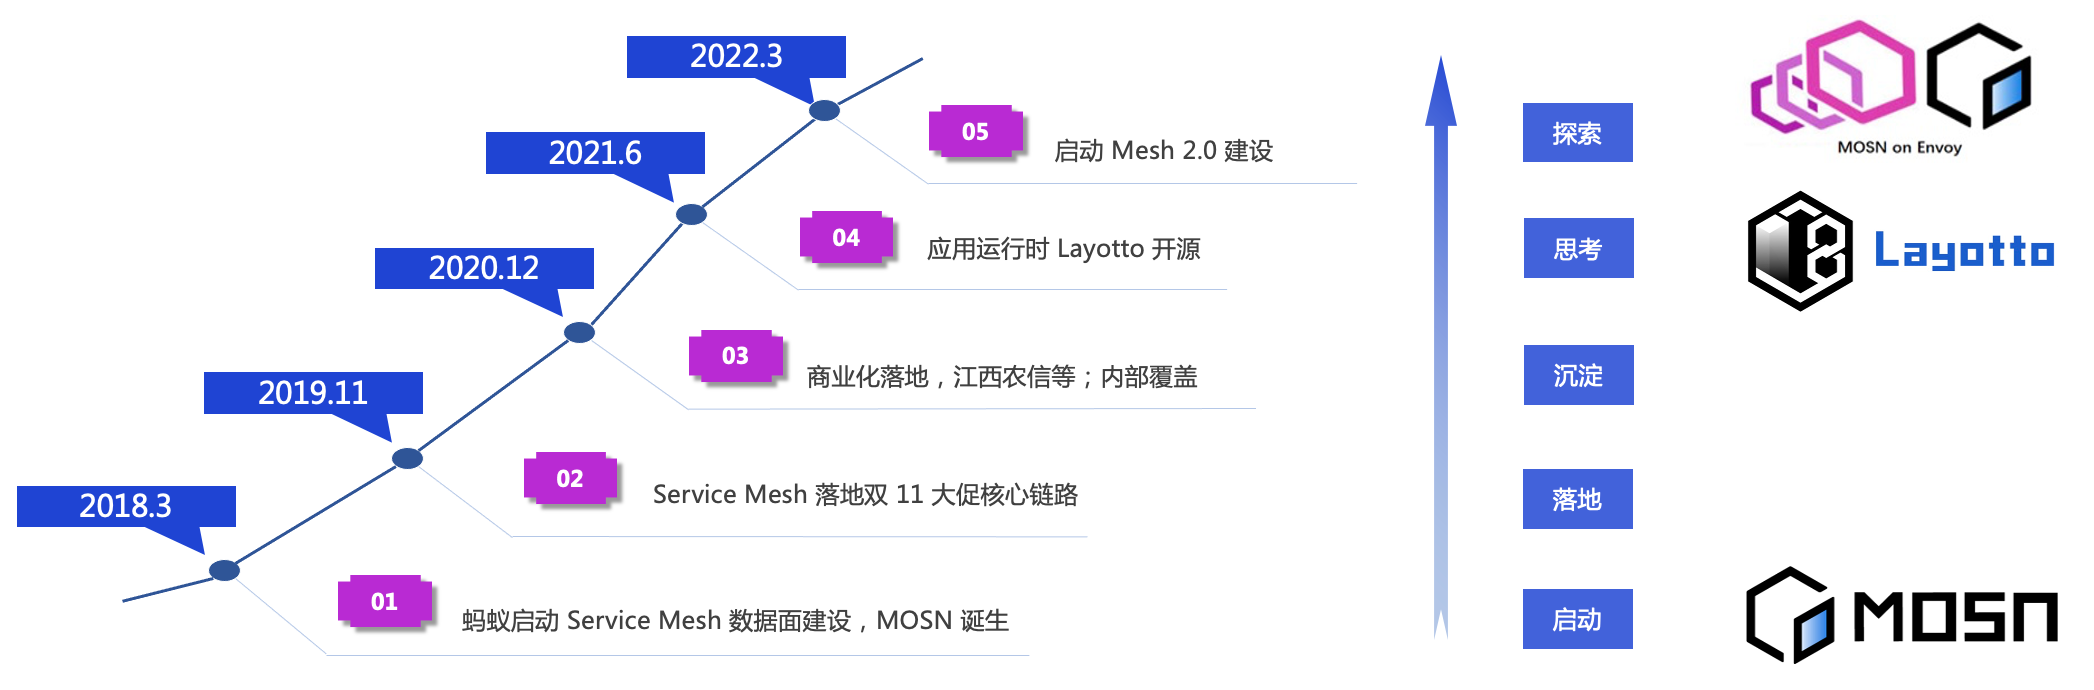 2022.3
05
启动 Mesh 2.0 建设
探索
MOSN on Envoy
2021.6
04
应用运行时 Layotto 开源
思考
Layotto
2020.12
03
商业化落地，江西农信等；内部覆盖
沉淀
2019.11
02
Service Mesh 落地双 11 大促核心链路
落地
2018.3
01
蚂蚁启动 Service Mesh 数据面建设，MOSN 诞生
启动
MOSN